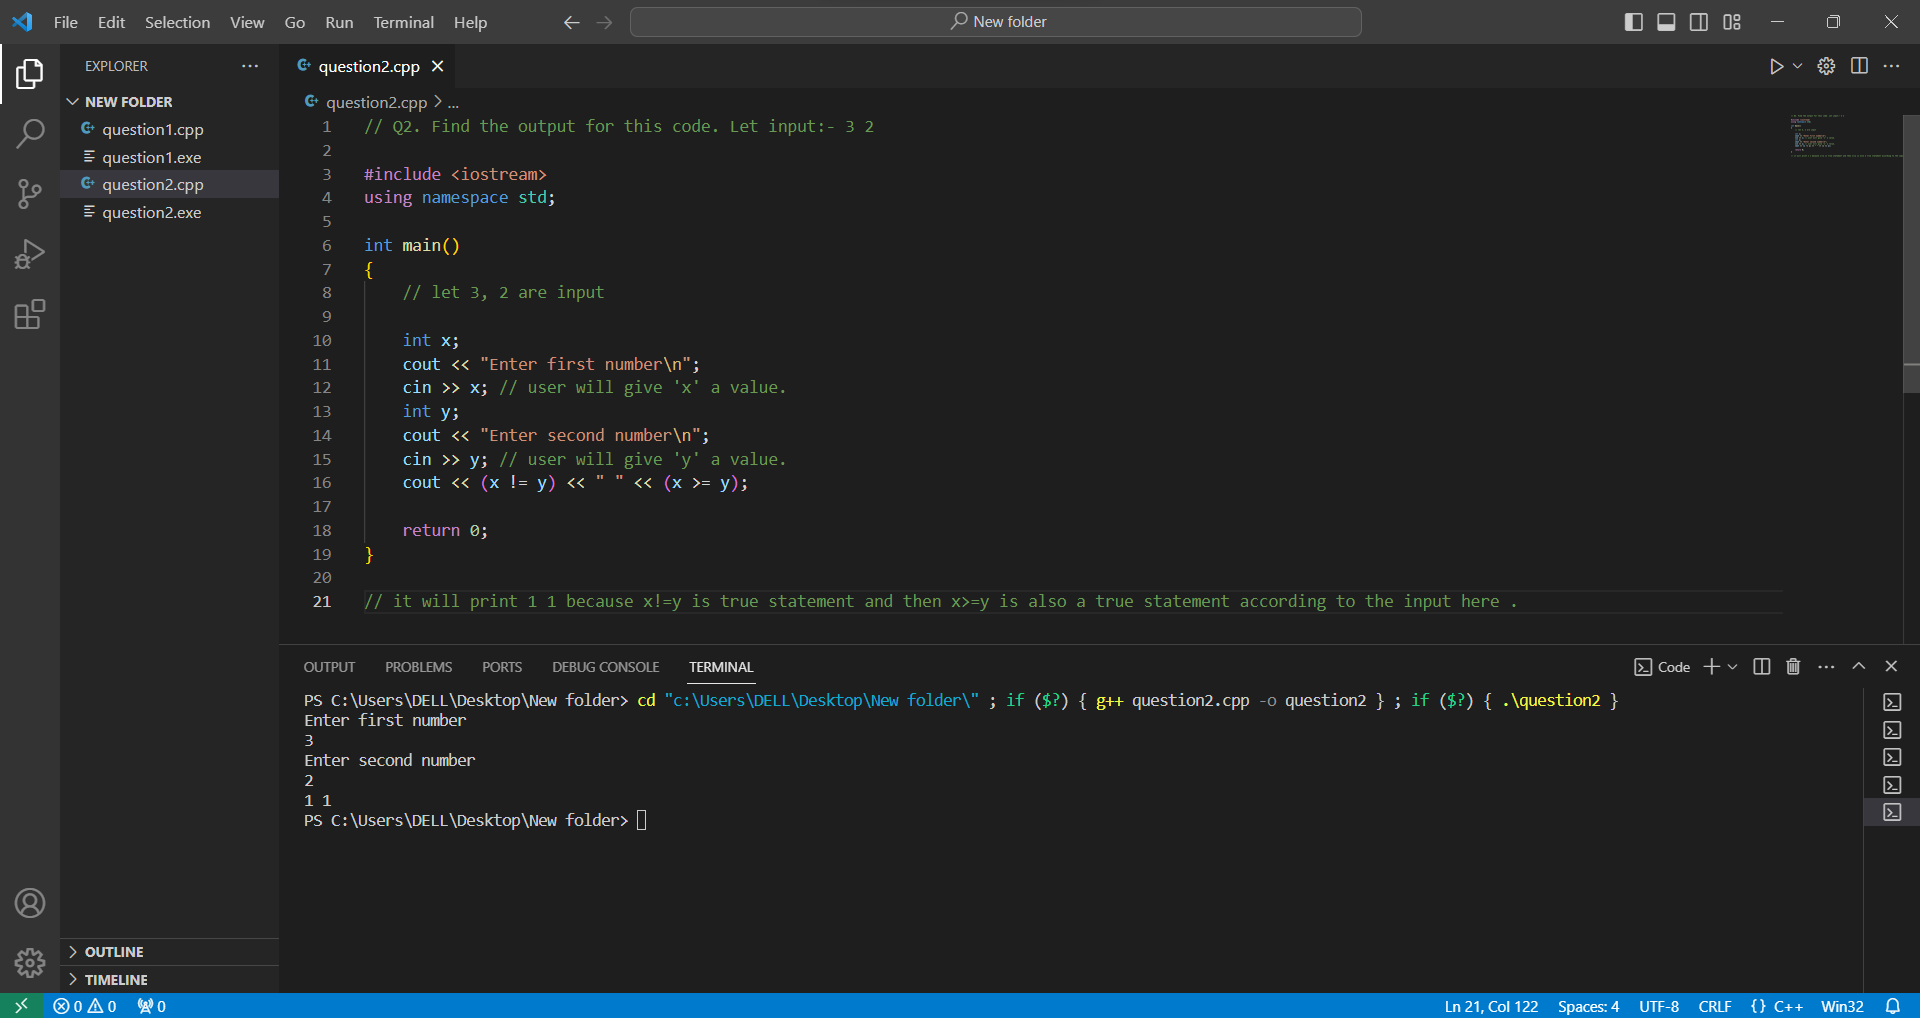 File Edit Selection View Go Run Terminal Help
New folder
EXPLORER
NEW FOLDER
question1.cpp
question1.exe
question2.cpp
question2.exe
OUTLINE
TIMELINE
question2.cpp
question2.cpp > ...
1 // Q2. Find the output for this code. Let input:- 3 2
2
3 #include <iostream>
4 using namespace std;
5
6 int main()
7 {
8 // let 3, 2 are input
9
10 int x;
11 cout << "Enter first number\n";
12 cin >> x; // user will give 'x' a value.
13 int y;
14 cout << "Enter second number\n";
15 cin >> y; // user will give 'y' a value.
16 cout << (x != y) << " " << (x >= y);
17
18 return 0;
19 }
20
21 // it will print 1 1 because x!=y is true statement and then x>=y is also a true statement according to the input here .
OUTPUT PROBLEMS PORTS DEBUG CONSOLE TERMINAL
Code
PS C:\Users\DELL\Desktop\New folder> cd "c:\Users\DELL\Desktop\New folder\" ; if ($?) { g++ question2.cpp -o question2 } ; if ($?) { .\question2 }
Enter first number
3
Enter second number
2
1 1
PS C:\Users\DELL\Desktop\New folder>
0 0 0
Ln 21, Col 122 Spaces: 4 UTF-8 CRLF {} C++ Win32